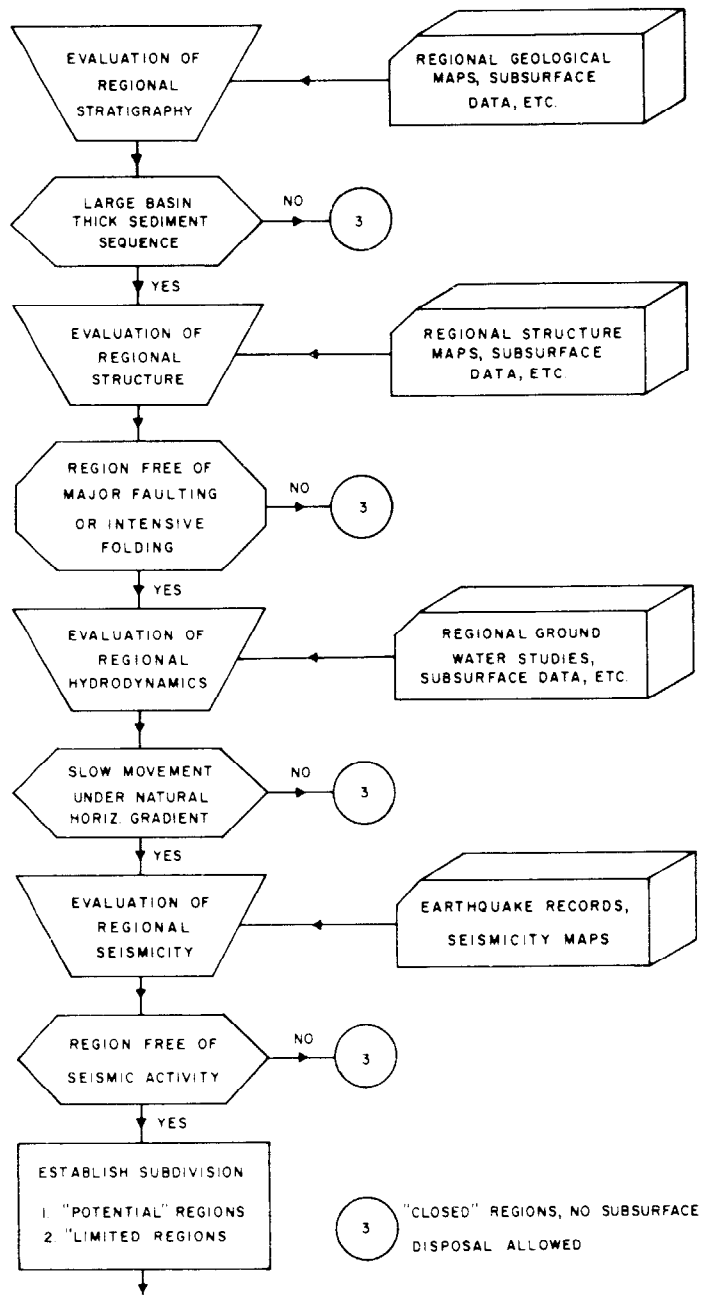 EVALUATION OF
REGIONAL
STRATIGRAPHY
REGIONAL GEOLOGICAL
MAPS, SUBSURFACE
DATA, ETC.
LARGE BASIN
THICK SEDIMENT
SEQUENCE
NO
3
YES
EVALUATION OF
REGIONAL
STRUCTURE
REGIONAL STRUCTURE
MAPS, SUBSURFACE
DATA, ETC.
REGION FREE OF
MAJOR FAULTING
OR INTENSIVE
FOLDING
NO
3
YES
EVALUATION OF
REGIONAL
HYDRODYNAMICS
REGIONAL GROUND
WATER STUDIES,
SUBSURFACE DATA, ETC.
SLOW MOVEMENT
UNDER NATURAL
HORIZ. GRADIENT
NO
3
YES
EVALUATION OF
REGIONAL
SEISMICITY
EARTHQUAKE RECORDS,
SEISMICITY MAPS
REGION FREE OF
SEISMIC ACTIVITY
NO
3
YES
ESTABLISH SUBDIVISION
1. "POTENTIAL" REGIONS
2. "LIMITED REGIONS
3
"CLOSED" REGIONS, NO SUBSURFACE
DISPOSAL ALLOWED